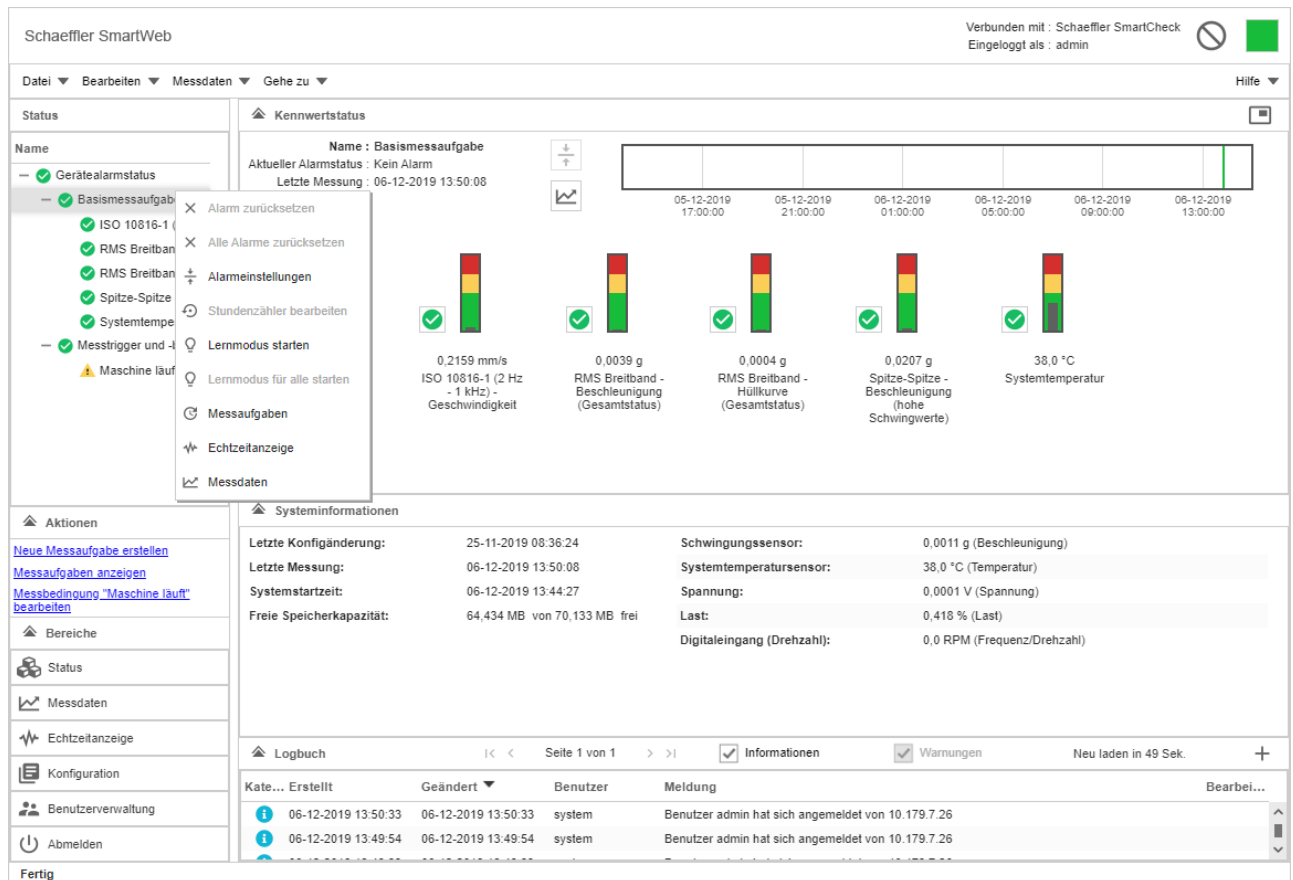 Schaeffler SmartWeb
Verbunden mit : Schaeffler SmartCheck
Eingeloggt als : admin
Datei Bearbeiten Messdaten Gehe zu Hilfe
Status
Name
Gerätealarmstatus
Basismessaufgab
ISO 10816-1 (
RMS Breitban
RMS Breitban
Spitze-Spitze
Systemtempe
Messtrigger und -b
Maschine läuf
Alarm zurücksetzen
Alle Alarme zurücksetzen
Alarmeinstellungen
Stundenzähler bearbeiten
Lernmodus starten
Lernmodus für alle starten
Messaufgaben
Echtzeitanzeige
Messdaten
Kennwertstatus
Name : Basismessaufgabe
Aktueller Alarmstatus : Kein Alarm
Letzte Messung : 06-12-2019 13:50:08
05-12-2019 17:00:00
05-12-2019 21:00:00
06-12-2019 01:00:00
06-12-2019 05:00:00
06-12-2019 09:00:00
06-12-2019 13:00:00
0,2159 mm/s
ISO 10816-1 (2 Hz
- 1 kHz) -
Geschwindigkeit
0,0039 g
RMS Breitband -
Beschleunigung
(Gesamtstatus)
0,0004 g
RMS Breitband -
Hüllkurve
(Gesamtstatus)
0,0207 g
Spitze-Spitze -
Beschleunigung
(hohe
Schwingwerte)
38,0 °C
Systemtemperatur
Aktionen
Neue Messaufgabe erstellen
Messaufgaben anzeigen
Messbedingung "Maschine läuft"
bearbeiten
Bereiche
Status
Messdaten
Echtzeitanzeige
Konfiguration
Benutzerverwaltung
Abmelden
Systeminformationen
Letzte Konfigänderung: 25-11-2019 08:36:24
Letzte Messung: 06-12-2019 13:50:08
Systemstartzeit: 06-12-2019 13:44:27
Freie Speicherkapazität: 64,434 MB von 70,133 MB frei
Schwingungssensor: 0,0011 g (Beschleunigung)
Systemtemperatursensor: 38,0 °C (Temperatur)
Spannung: 0,0001 V (Spannung)
Last: 0,418 % (Last)
Digitaleingang (Drehzahl): 0,0 RPM (Frequenz/Drehzahl)
Logbuch Seite 1 von 1 Informationen Warnungen Neu laden in 49 Sek.
Kate... Erstellt Geändert Benutzer Meldung Bearbei...
06-12-2019 13:50:33 06-12-2019 13:50:33 system Benutzer admin hat sich angemeldet von 10.179.7.26
06-12-2019 13:49:54 06-12-2019 13:49:54 system Benutzer admin hat sich angemeldet von 10.179.7.26
Fertig